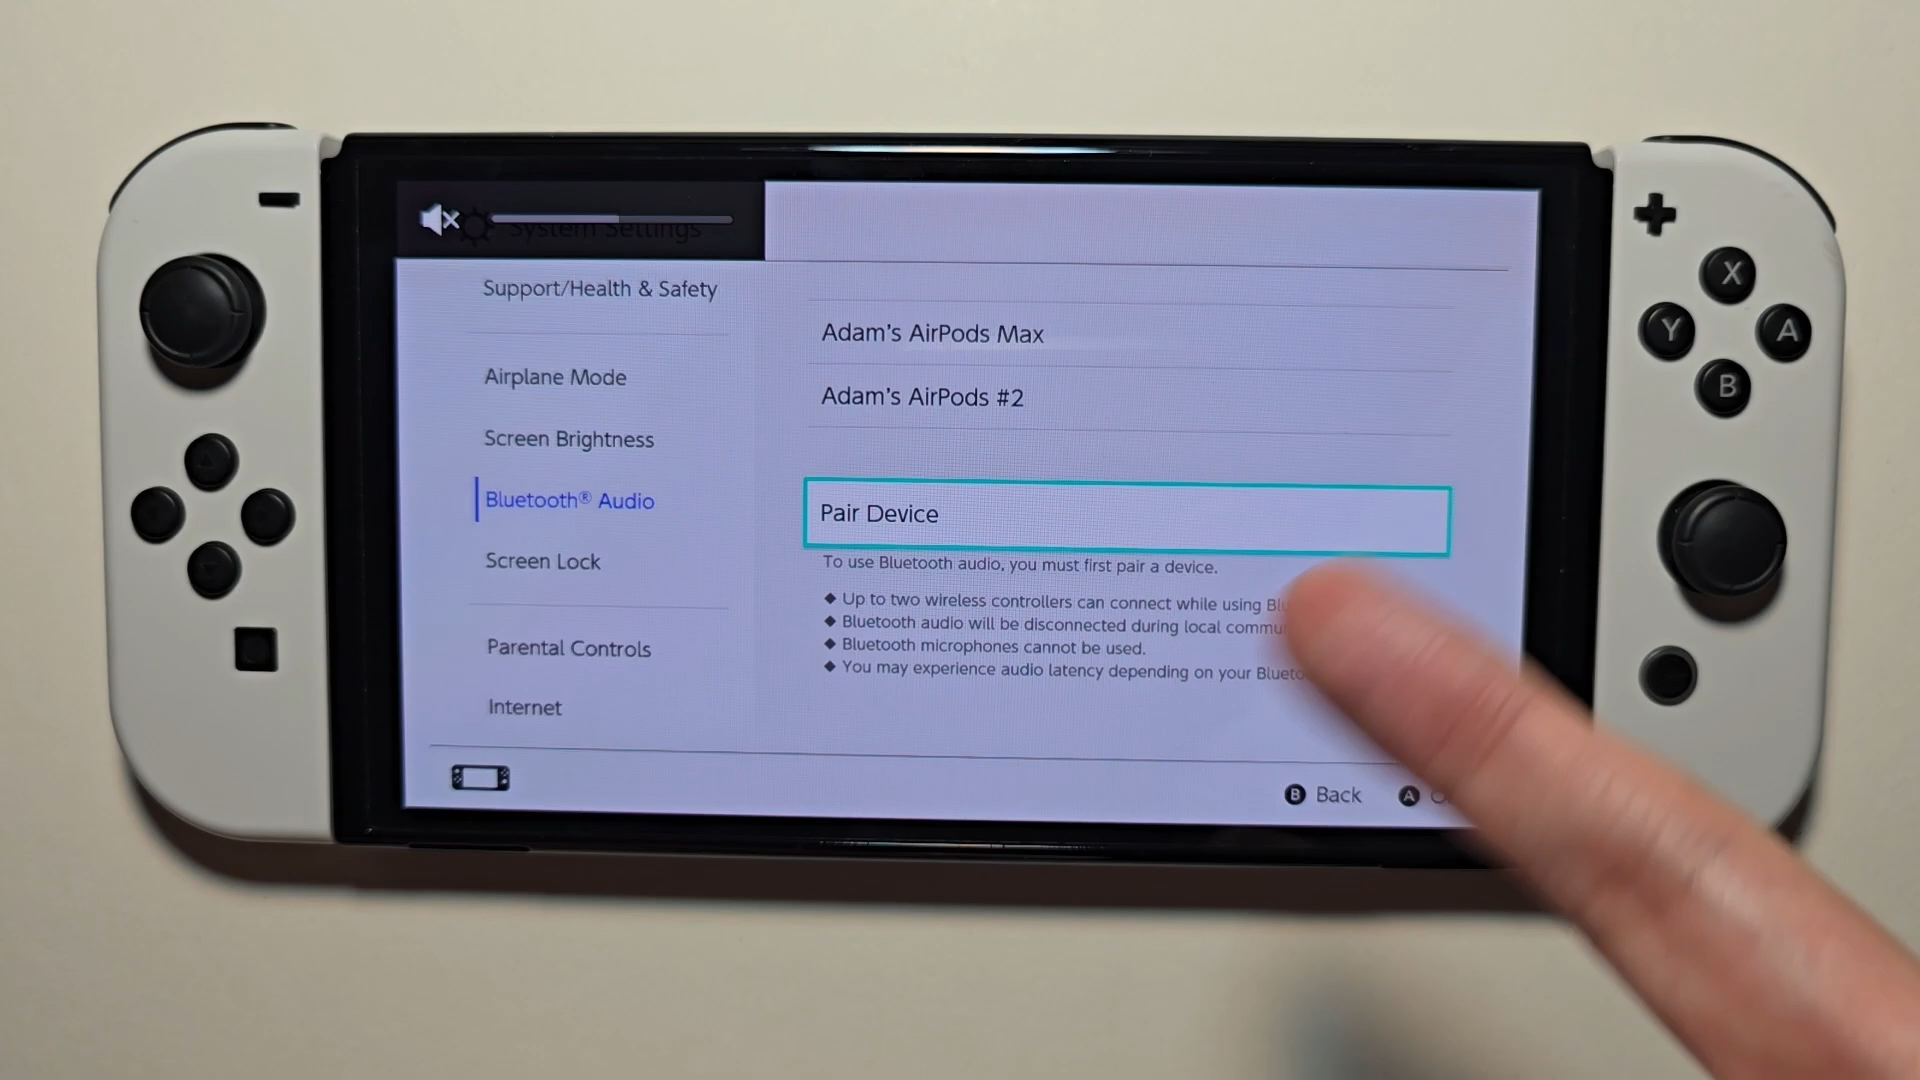 System Settings
Support/Health & Safety
Airplane Mode
Screen Brightness
Bluetooth® Audio
Screen Lock
Parental Controls
Internet
Adam's AirPods Max
Adam's AirPods #2
Pair Device
To use Bluetooth audio, you must first pair a device.
◆ Up to two wireless controllers can connect while using
◆ Bluetooth audio will be disconnected during local
◆ Bluetooth microphones cannot be used.
◆ You may experience audio latency depending on your
B Back
A
X
Y
A
B